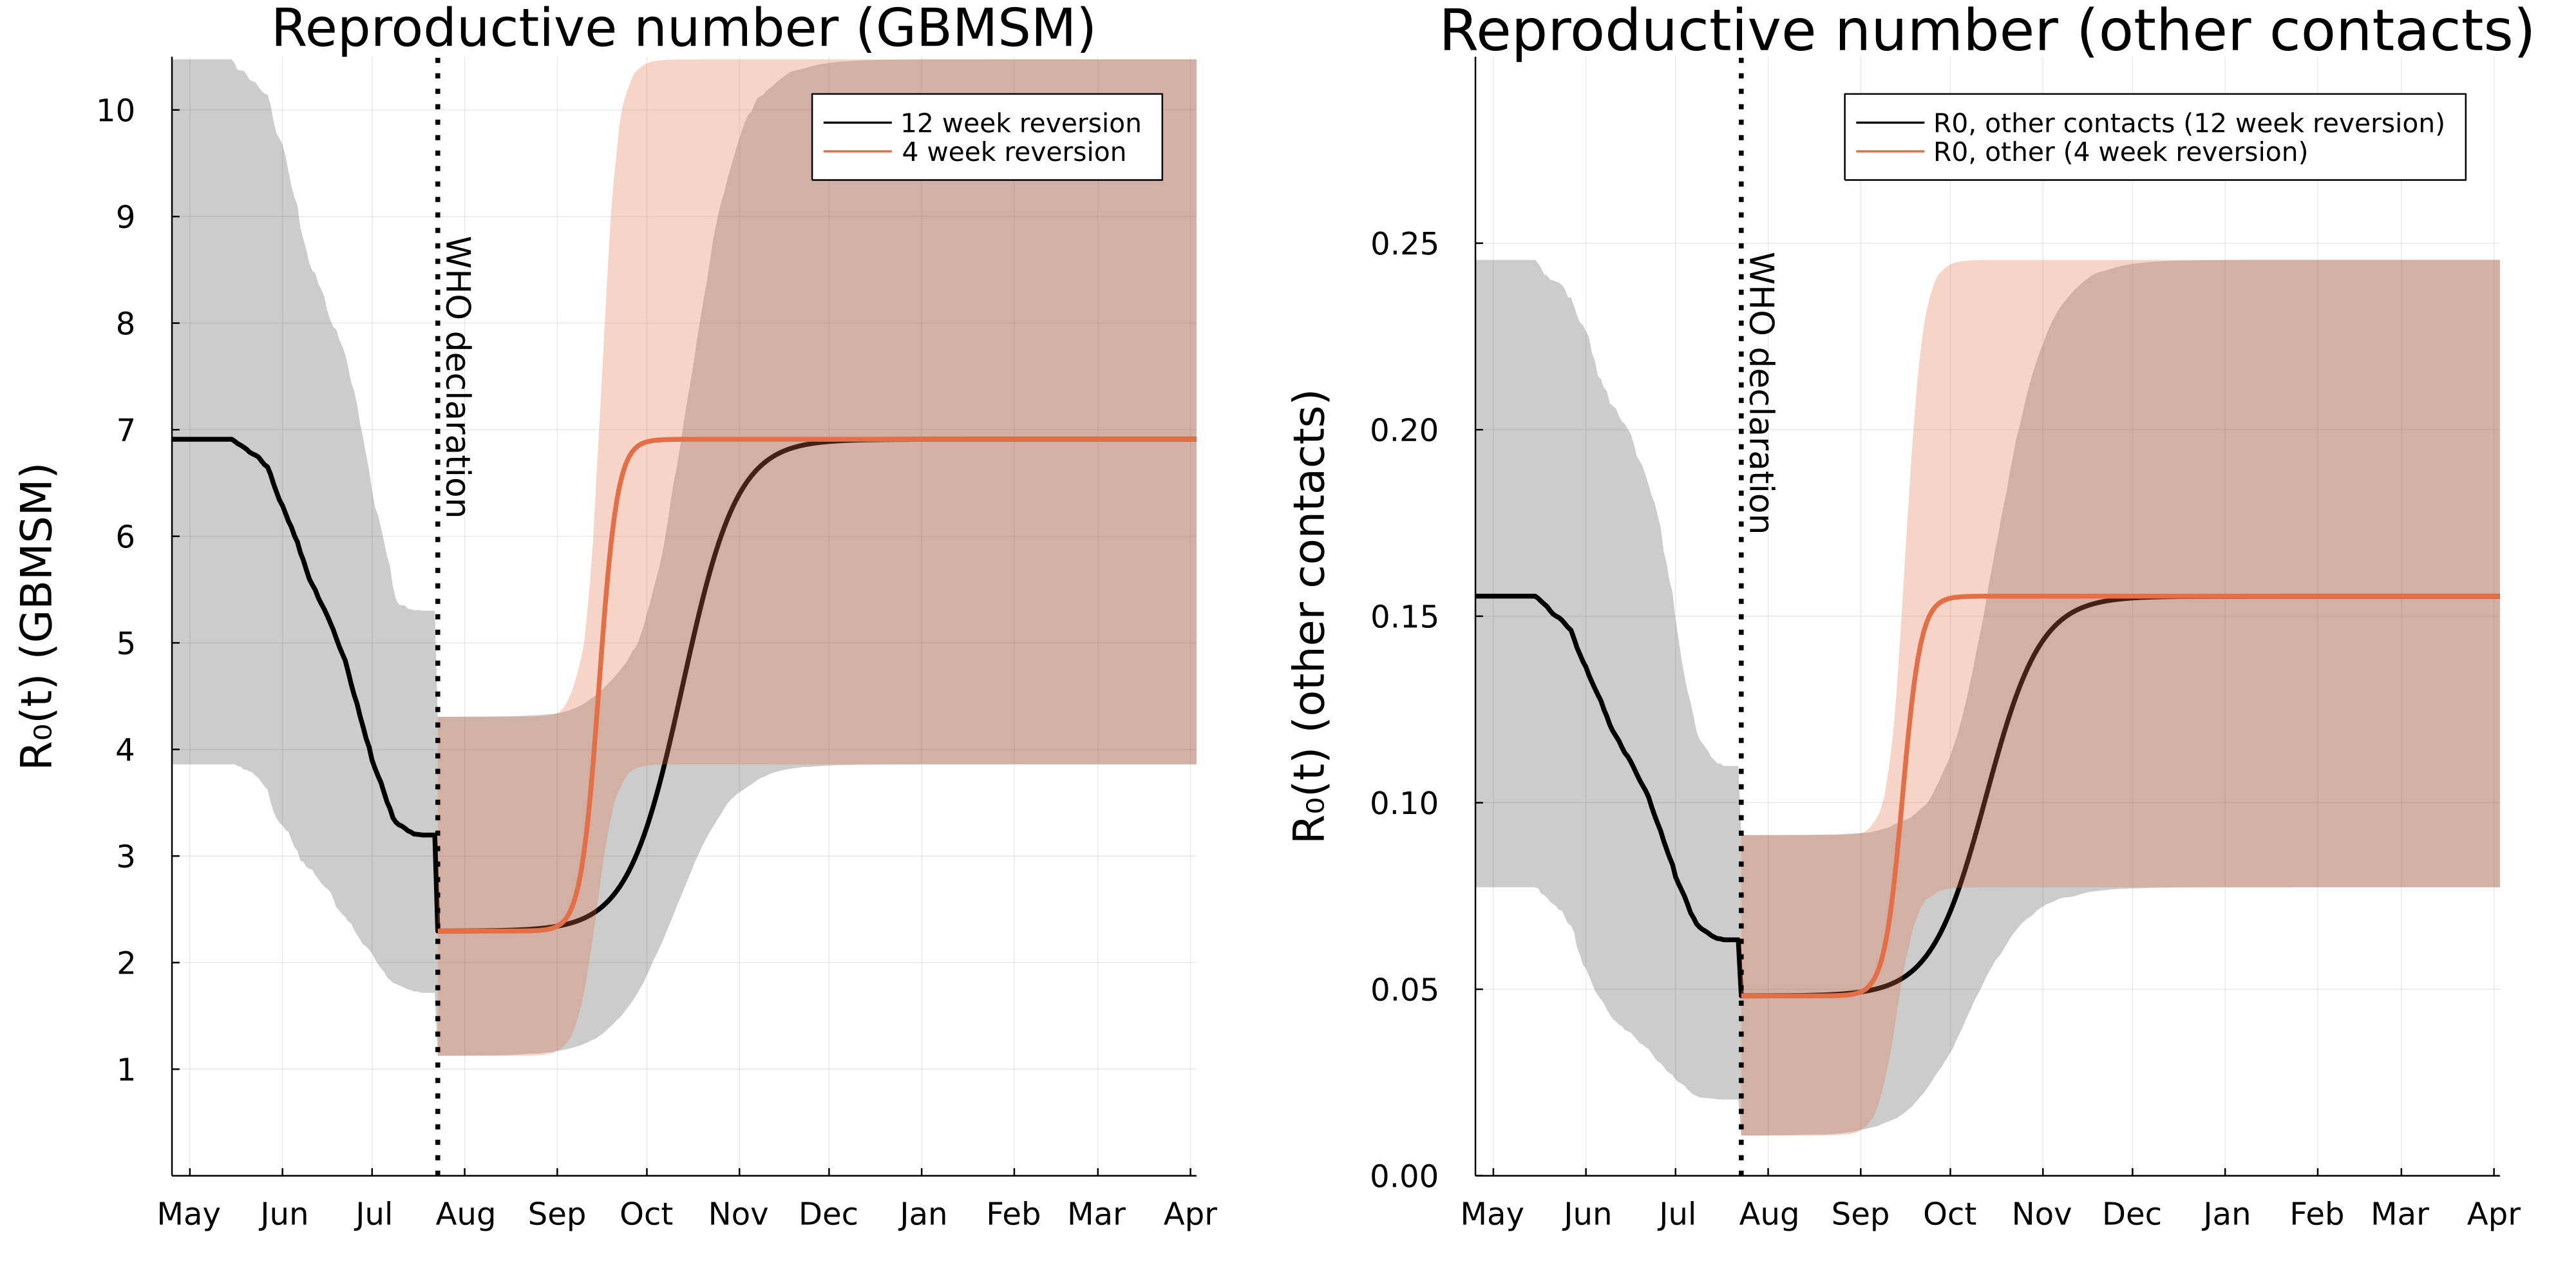 Reproductive number (GBMSM)
R₀(t) (GBMSM)
10
9
8
7
6
5
4
3
2
1
12 week reversion
4 week reversion
WHO declaration
May Jun Jul Aug Sep Oct Nov Dec Jan Feb Mar Apr
Reproductive number (other contacts)
R₀(t) (other contacts)
0.25
0.20
0.15
0.10
0.05
0.00
R0, other contacts (12 week reversion)
R0, other (4 week reversion)
WHO declaration
May Jun Jul Aug Sep Oct Nov Dec Jan Feb Mar Apr